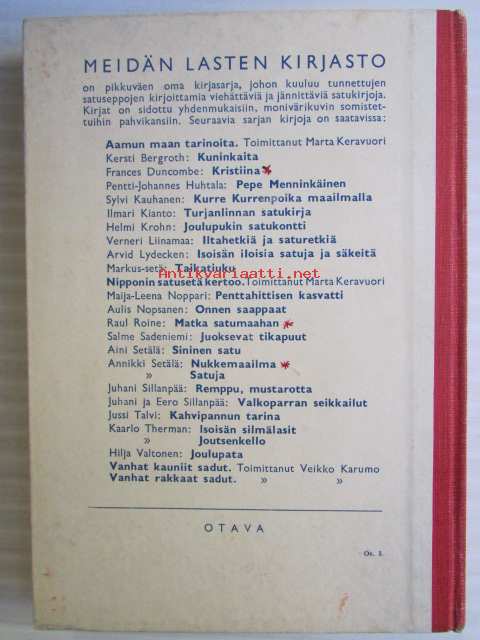 MEIDÄN LASTEN KIRJASTO
on pikkuväen oma kirjasarja, johon kuuluu tunnettujen
satuseppojen kirjoittamia viehättäviä ja jännittäviä satukirjoja.
Kirjat on sidottu yhdenmukaisiin, monivärikuvin somistet-
tuihin pahvikansiin. Seuraavia sarjan kirjoja on saatavissa:
Aamun maan tarinoita. Toimittanut Marta Keravuori
Kersti Bergroth: Kuninkaita
Frances Duncombe: Kristiina
Pentti-Johannes Huhtala: Pepe Menninkäinen
Sylvi Kauhanen: Kurre Kurrenpoika maailmalla
Ilmari Kianto: Turjanlinnan satukirja
Helmi Krohn: Joulupukin satukontti
Verneri Liinamaa: Iltahetkiä ja saturetkiä
Arvid Lydecken: Isoisän iloisia satuja ja säkeitä
Markus-setä: Taikatiuku
Antikvariaatti.net
Nipponin satusetä kertoo. Toimittanut Marta Keravuori
Maija-Leena Noppari: Penttahittisen kasvatti
Aulis Nopsanen: Onnen saappaat
Raul Roine: Matka satumaahan
Salme Sadeniemi: Juoksevat tikapuut
Aini Setälä: Sininen satu
Annikki Setälä: Nukkemaailma
» Satuja
Juhani Sillanpää: Remppu, mustarotta
Juhani ja Eero Sillanpää: Valkoparran seikkailut
Jussi Talvi: Kahvipannun tarina
Kaarlo Therman: Isoisän silmälasit
» Joutsenkello
Hilja Valtonen: Joulupata
Vanhat kauniit sadut. Toimittanut Veikko Karumo
Vanhat rakkaat sadut. » »
OTAVA
Os. 3.